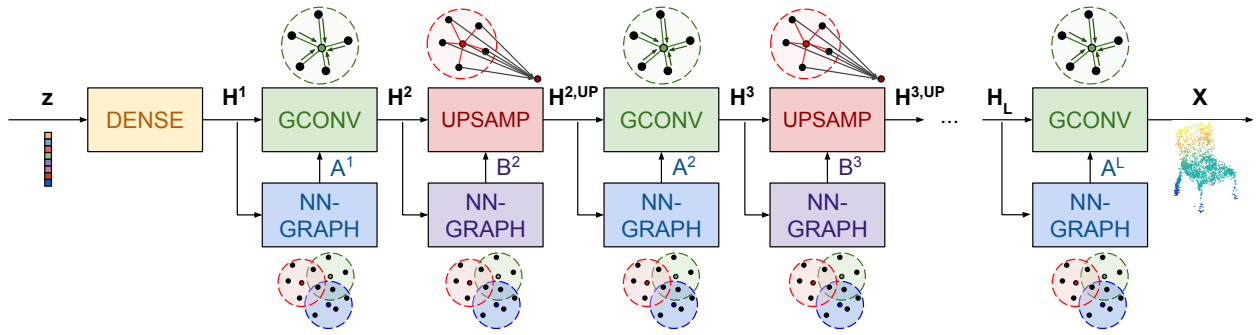 z
DENSE
H1
GCONV
H2
UPSAMP
H2,UP
GCONV
H3
UPSAMP
H3,UP
...
HL
GCONV
X
A1
B2
A2
B3
AL
NN-
GRAPH
NN-
GRAPH
NN-
GRAPH
NN-
GRAPH
NN-
GRAPH